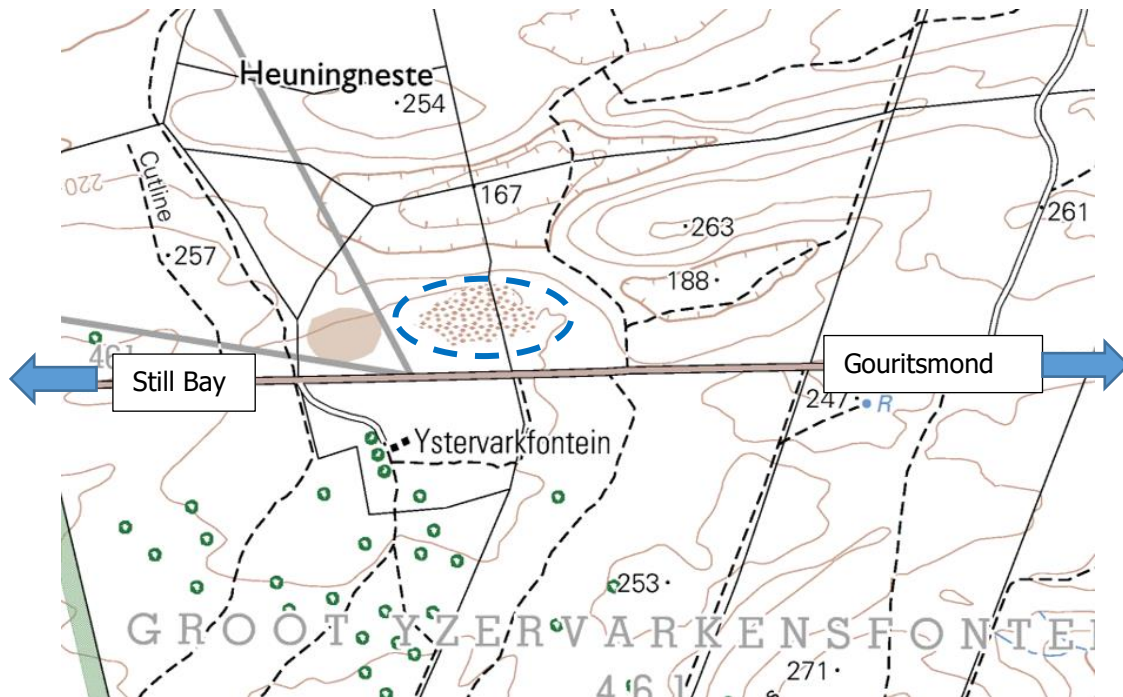 Heuningneste
254
Cutline
220
167
257
263
261
188
461
Still Bay
Gouritsmond
247
R
Ystervarkfontein
253
GROOT YZERVARKENSFONTEI
271
461